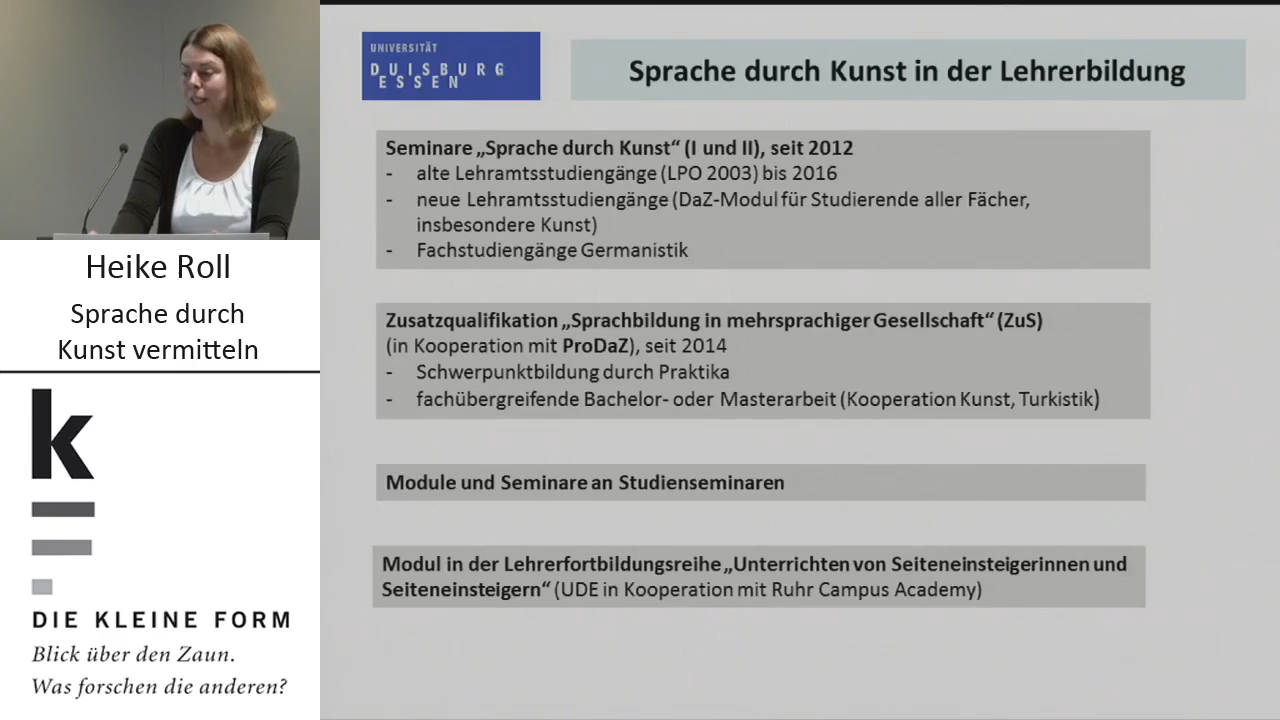 Heike Roll
Sprache durch
Kunst vermitteln
k
DIE KLEINE FORM
Blick über den Zaun.
Was forschen die anderen?
UNIVERSITÄT
DUISBURG
ESSEN
Sprache durch Kunst in der Lehrerbildung
Seminare „Sprache durch Kunst“ (I und II), seit 2012
- alte Lehramtsstudiengänge (LPO 2003) bis 2016
- neue Lehramtsstudiengänge (DaZ-Modul für Studierende aller Fächer,
insbesondere Kunst)
- Fachstudiengänge Germanistik
Zusatzqualifikation „Sprachbildung in mehrsprachiger Gesellschaft“ (ZuS)
(in Kooperation mit ProDaZ), seit 2014
- Schwerpunktbildung durch Praktika
- fachübergreifende Bachelor- oder Masterarbeit (Kooperation Kunst, Turkistik)
Module und Seminare an Studienseminaren
Modul in der Lehrerfortbildungsreihe „Unterrichten von Seiteneinsteigerinnen und
Seiteneinsteigern“ (UDE in Kooperation mit Ruhr Campus Academy)